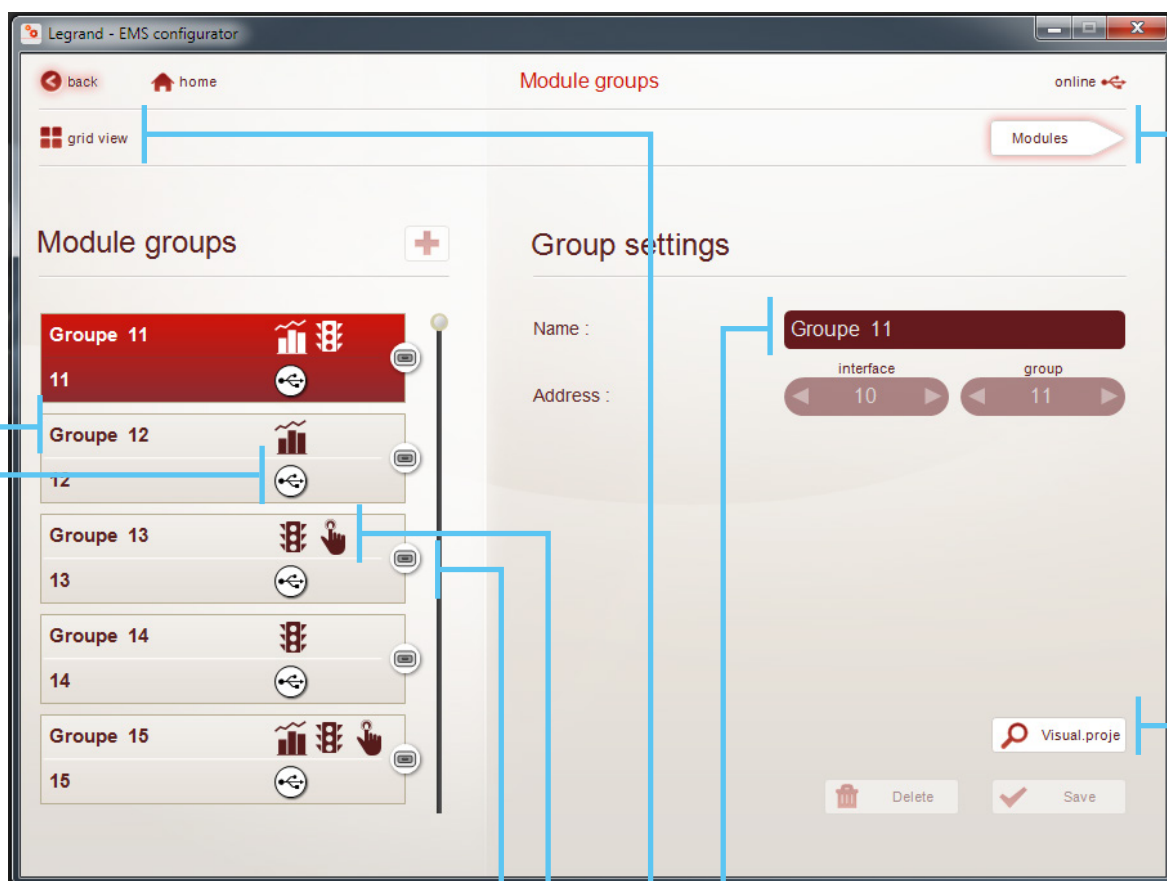 Legrand - EMS configurator
back
home
Module groups
online
grid view
Modules
Module groups
Group settings
Groupe 11
11
Groupe 12
12
Groupe 13
13
Groupe 14
14
Groupe 15
15
Name :
Groupe 11
Address :
interface
10
group
11
Visual.proje
Delete
Save